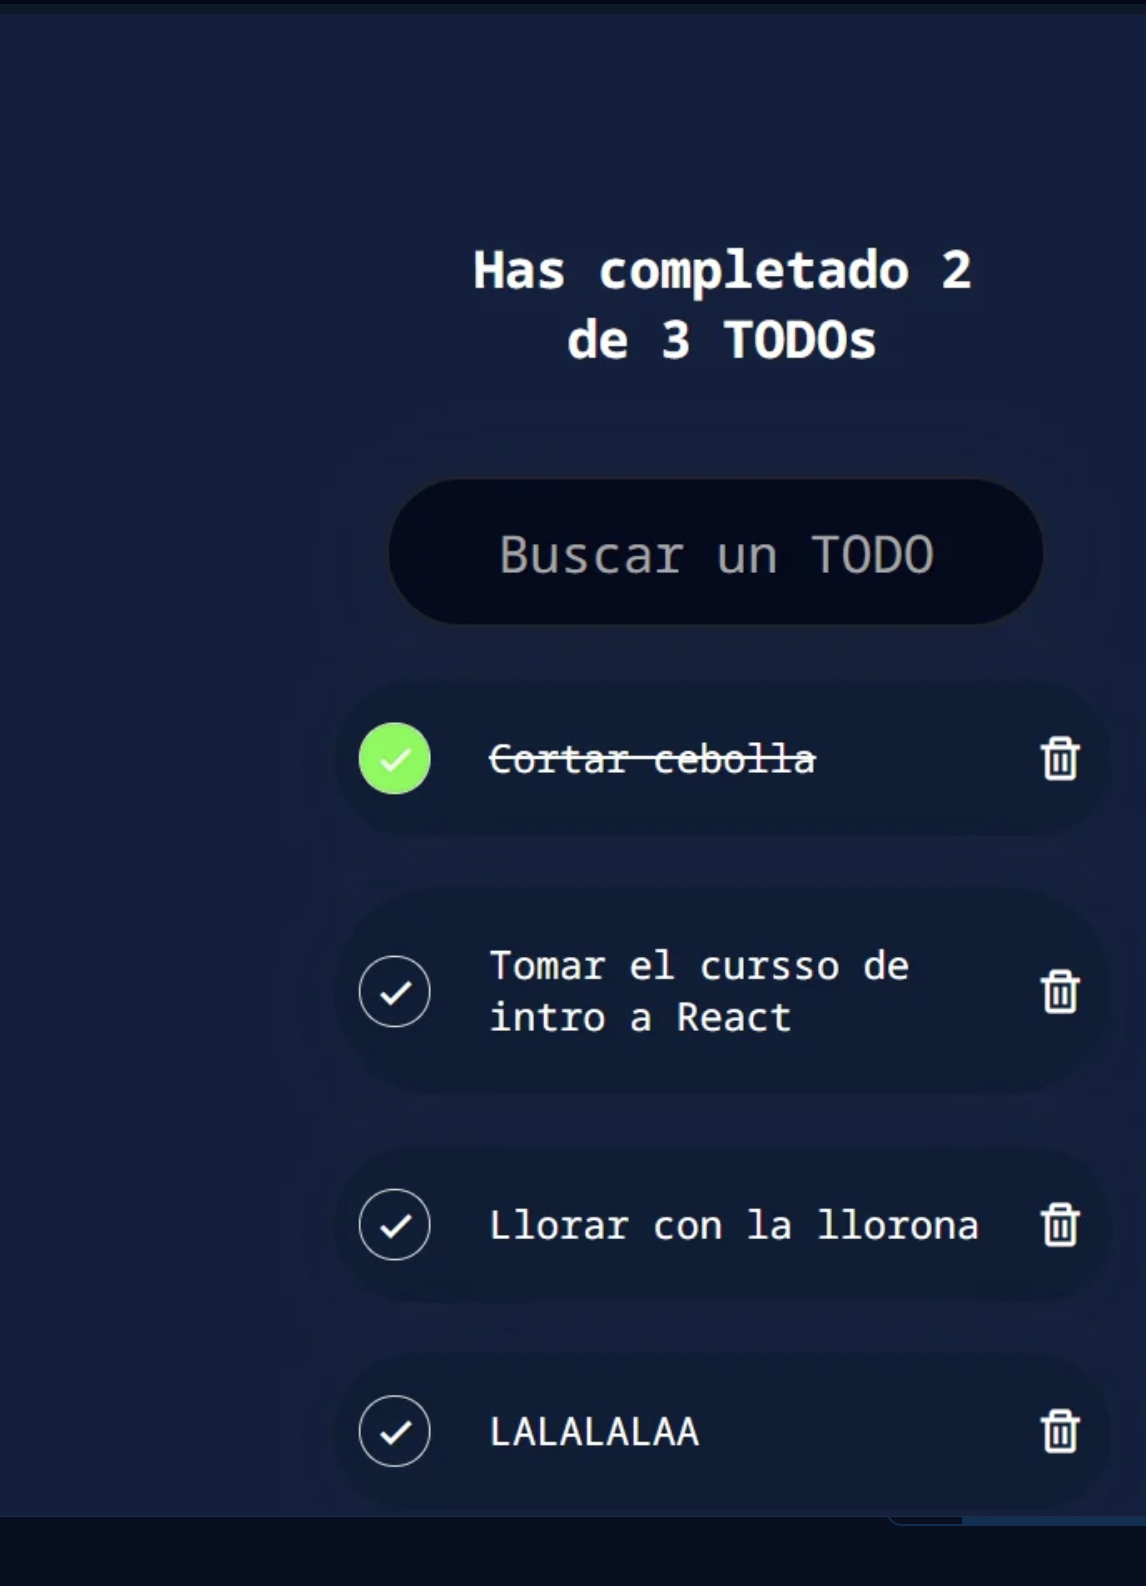 Has completado 2
de 3 TODOs
Buscar un TODO
Cortar cebolla
Tomar el cursso de
intro a React
Llorar con la llorona
LALALALAA